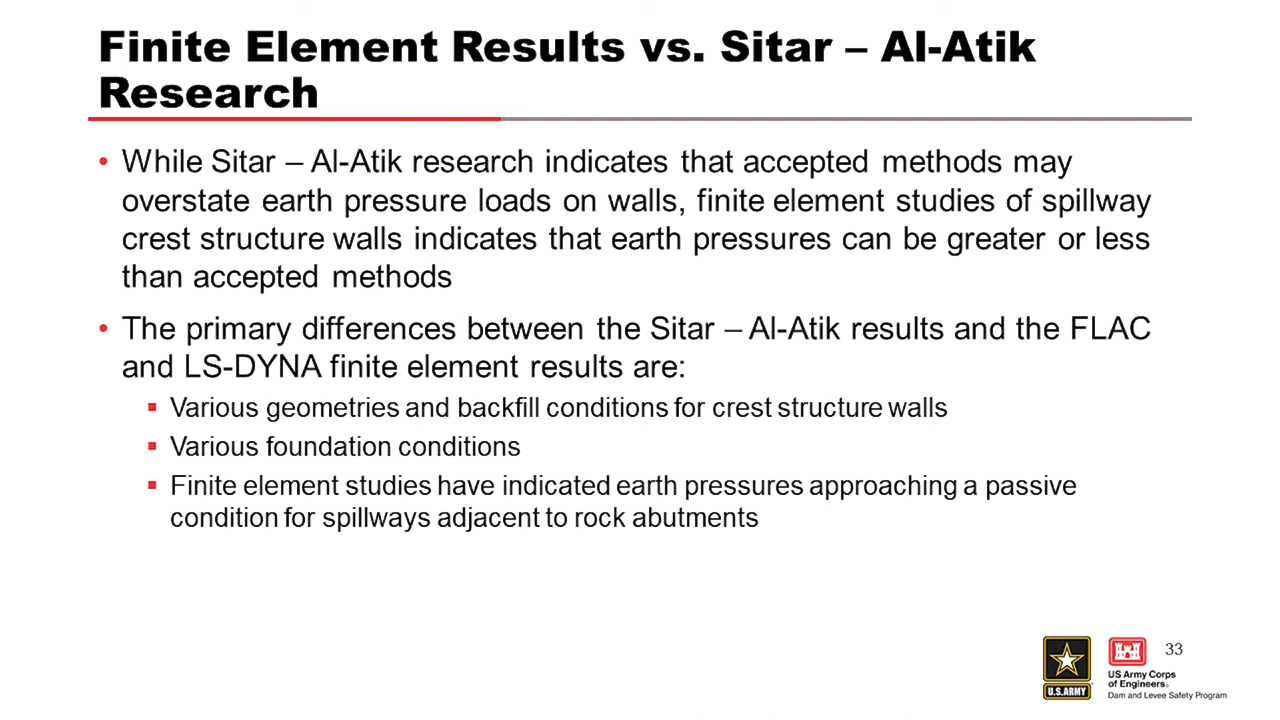 Finite Element Results vs. Sitar – Al-Atik
Research
• While Sitar – Al-Atik research indicates that accepted methods may
overstate earth pressure loads on walls, finite element studies of spillway
crest structure walls indicates that earth pressures can be greater or less
than accepted methods
• The primary differences between the Sitar – Al-Atik results and the FLAC
and LS-DYNA finite element results are:
▪ Various geometries and backfill conditions for crest structure walls
▪ Various foundation conditions
▪ Finite element studies have indicated earth pressures approaching a passive
condition for spillways adjacent to rock abutments
33
U.S.ARMY
US Army Corps
of Engineers®
Dam and Levee Safety Program